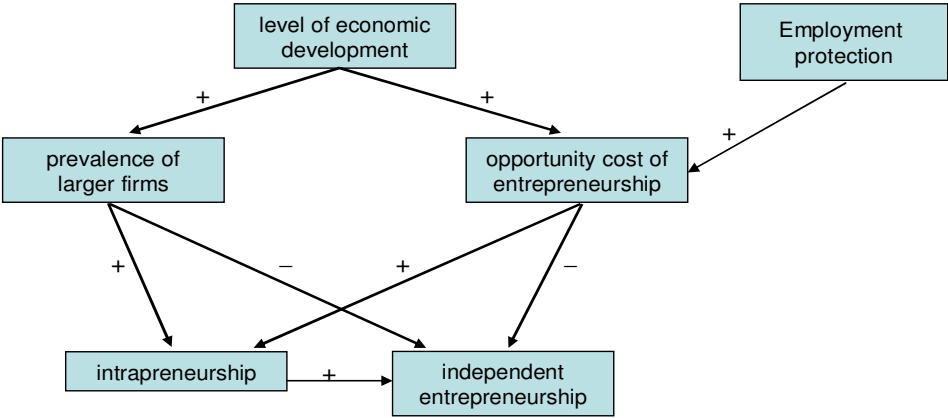 level of economic
development
Employment
protection
+
+
+
prevalence of
larger firms
opportunity cost of
entrepreneurship
+
–
+
–
intrapreneurship
+
independent
entrepreneurship